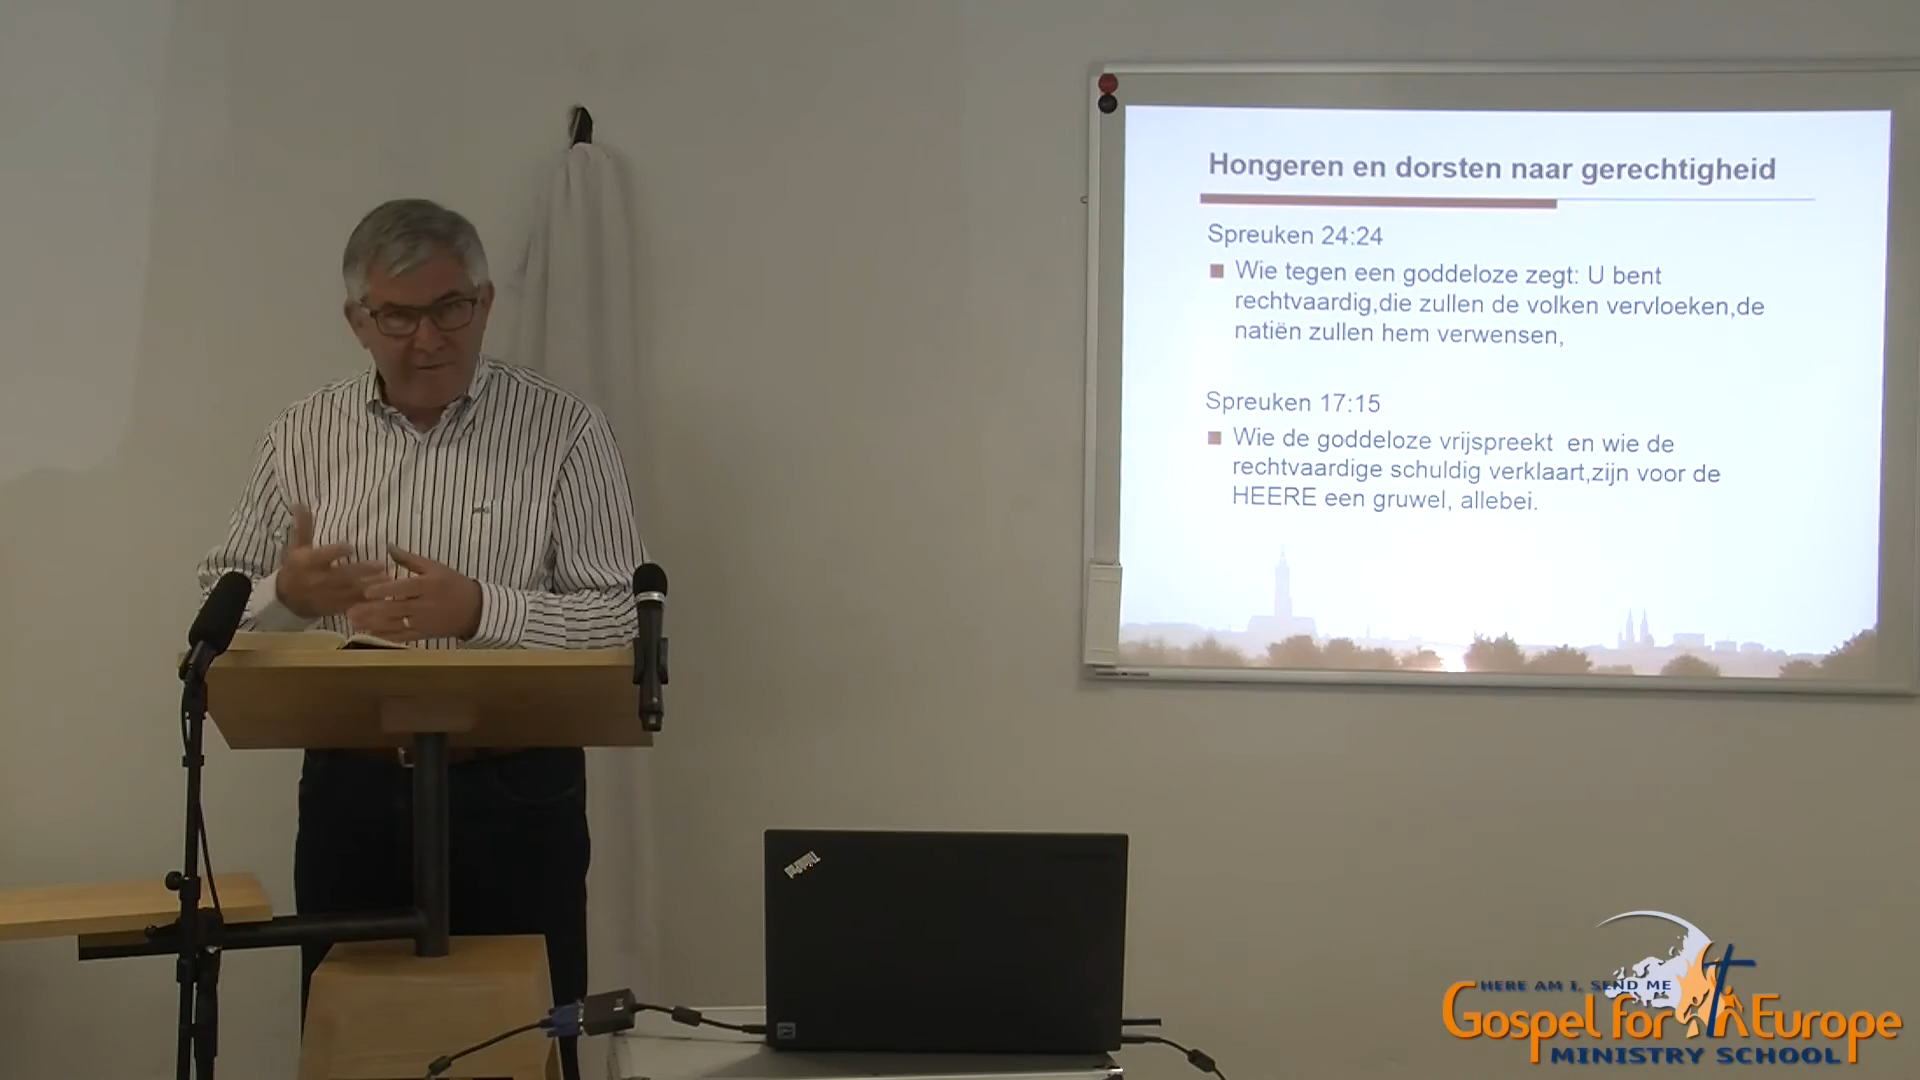 Hongeren en dorsten naar gerechtigheid
Spreuken 24:24
Wie tegen een goddeloze zegt: U bent
rechtvaardig,die zullen de volken vervloeken,de
natiën zullen hem verwensen,
Spreuken 17:15
Wie de goddeloze vrijspreekt en wie de
rechtvaardige schuldig verklaart,zijn voor de
HEERE een gruwel, allebei.
ThinkPad
HERE AM I, SEND ME
Gospel for Europe
MINISTRY SCHOOL